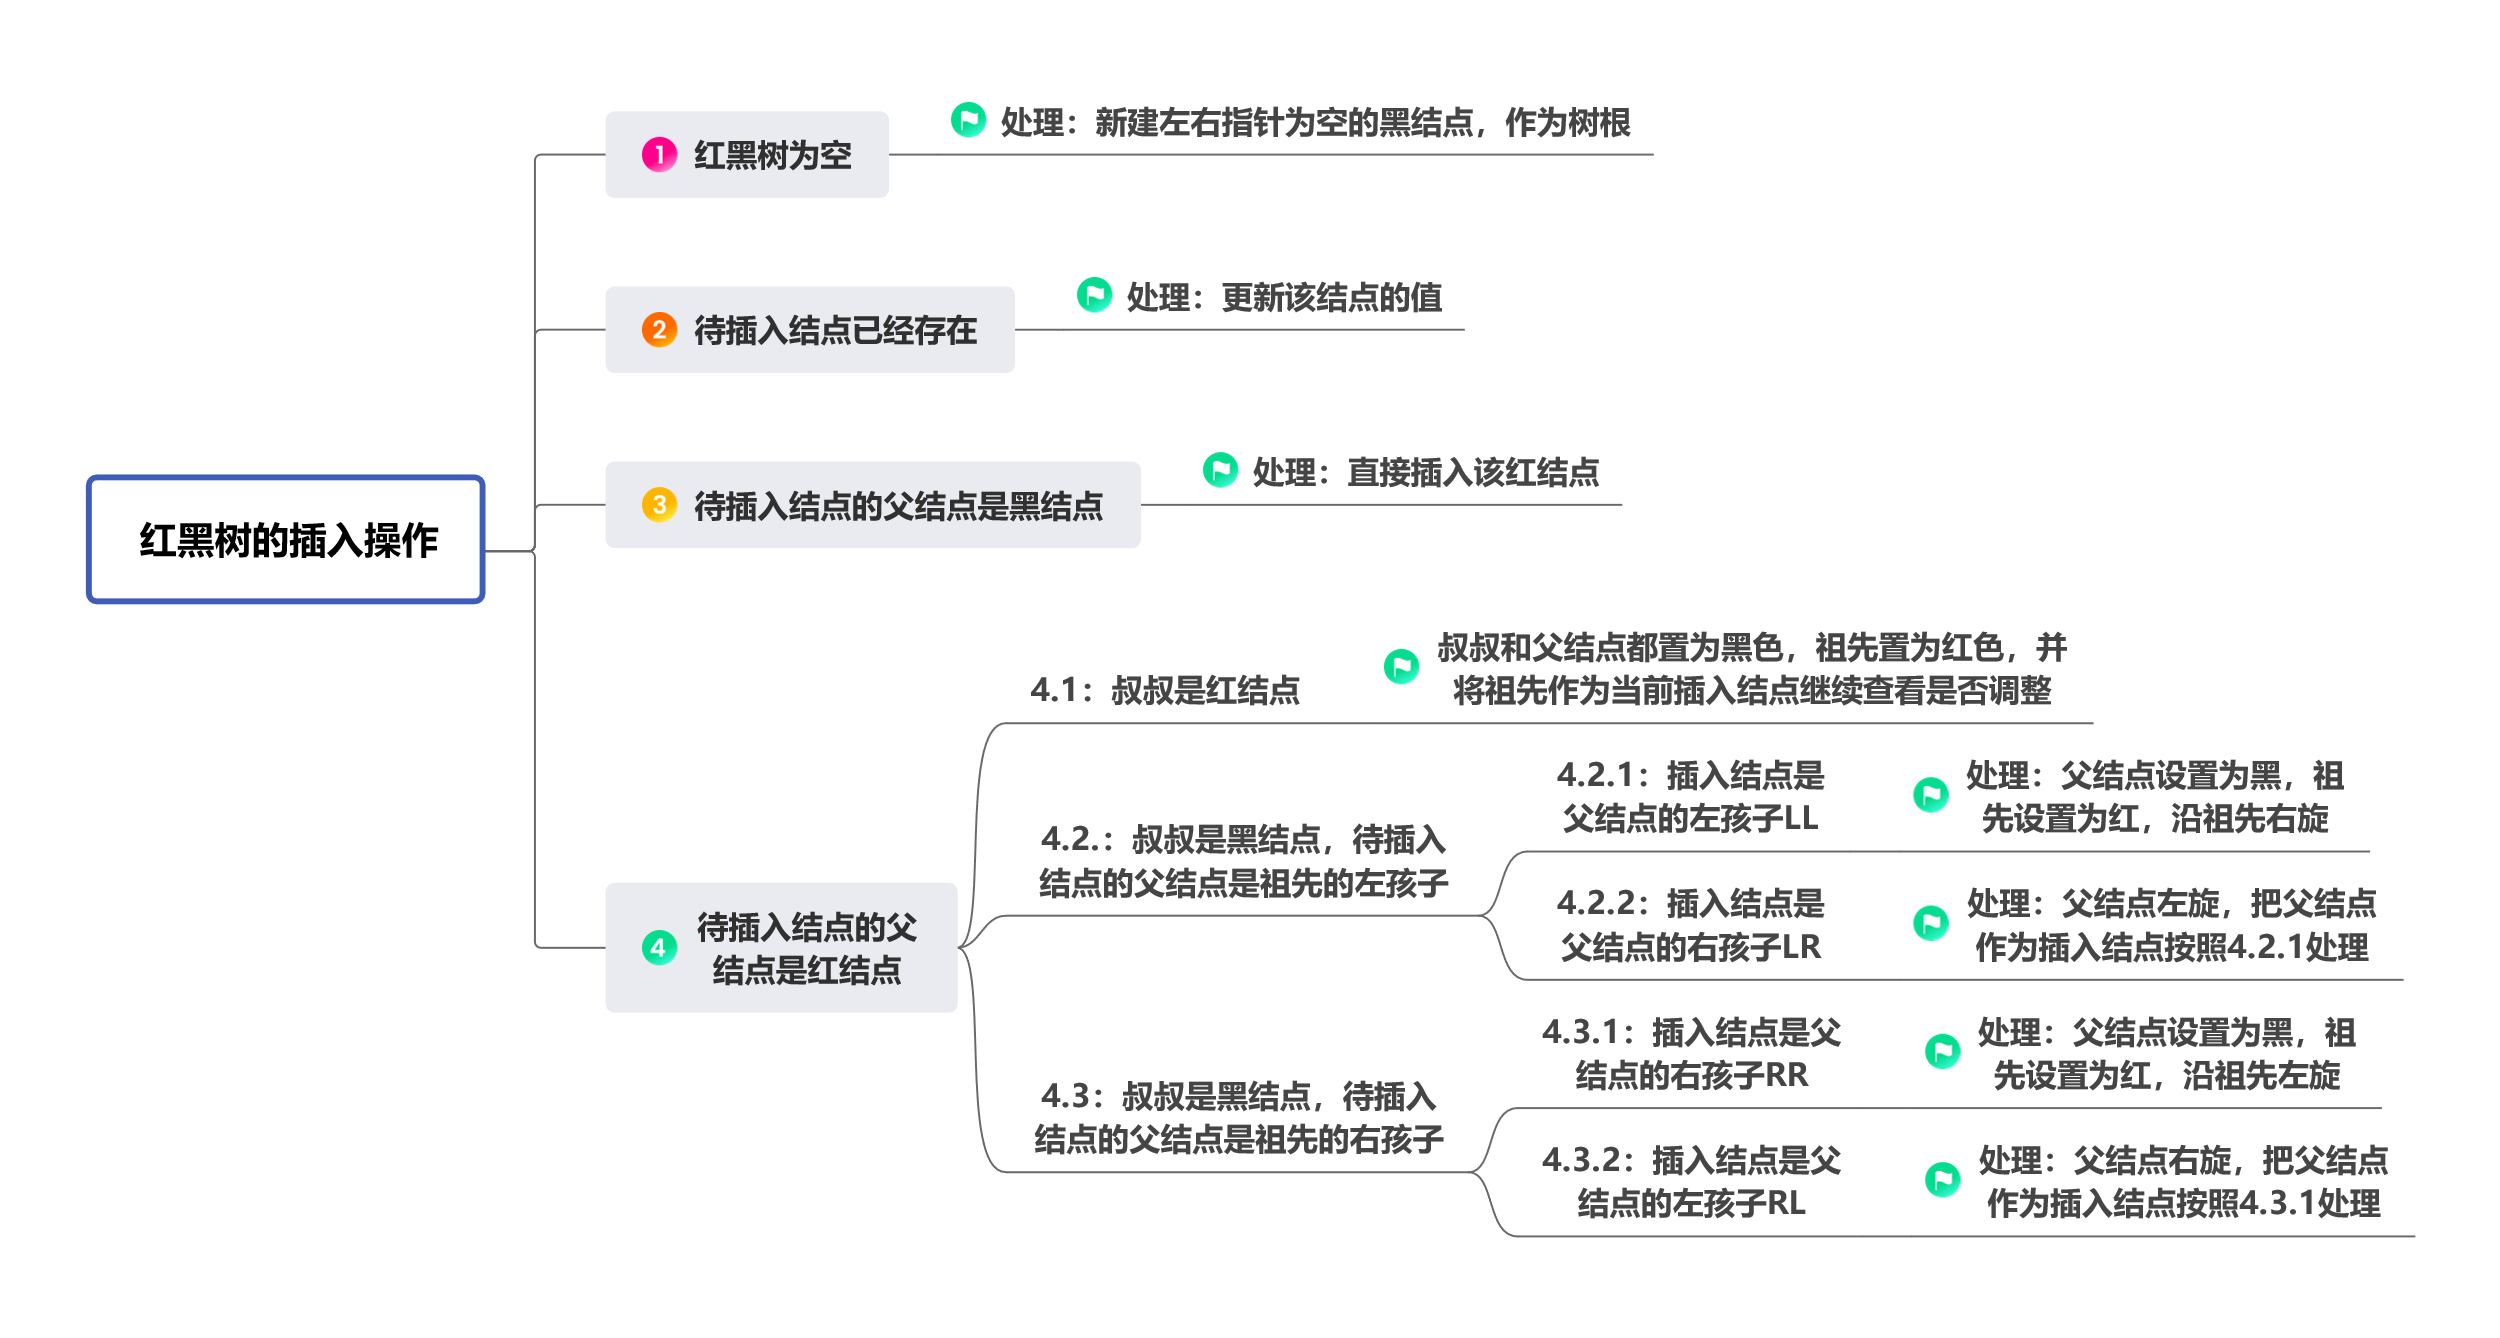 红黑树的插入操作
1 红黑树为空
处理：新建左右指针为空的黑结点，作为树根
2 待插入结点已经存在
处理：更新该结点的值
3 待插入的父结点是黑结点
处理：直接插入该红结点
4 待插入结点的父
结点是红结点
4.1：叔叔是红结点
叔叔和父结点都置为黑色，祖先置为红色，并
将祖先作为当前插入结点继续查看是否调整
4.2.：叔叔是黑结点，待插入
结点的父结点是祖先的左孩子
4.2.1：插入结点是
父结点的左孩子LL
处理：父结点设置为黑，祖
先设置为红，沿祖先右旋
4.2.2：插入结点是
父结点的右孩子LR
处理：父结点左旋，把父结点
作为插入结点按照4.2.1处理
4.3：叔叔是黑结点，待插入
结点的父结点是祖先的右孩子
4.3.1：插入结点是父
结点的右孩子RR
处理：父结点设置为黑，祖
先设置为红，沿祖先左旋
4.3.2：插入结点是父
结点的左孩子RL
处理：父结点右旋，把父结点
作为插入结点按照4.3.1处理